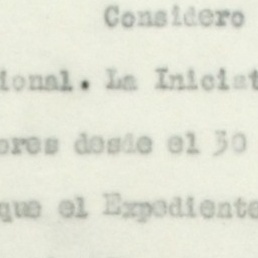 Considero
ional. La Iniciat
ores desde el 30
que el Expediente